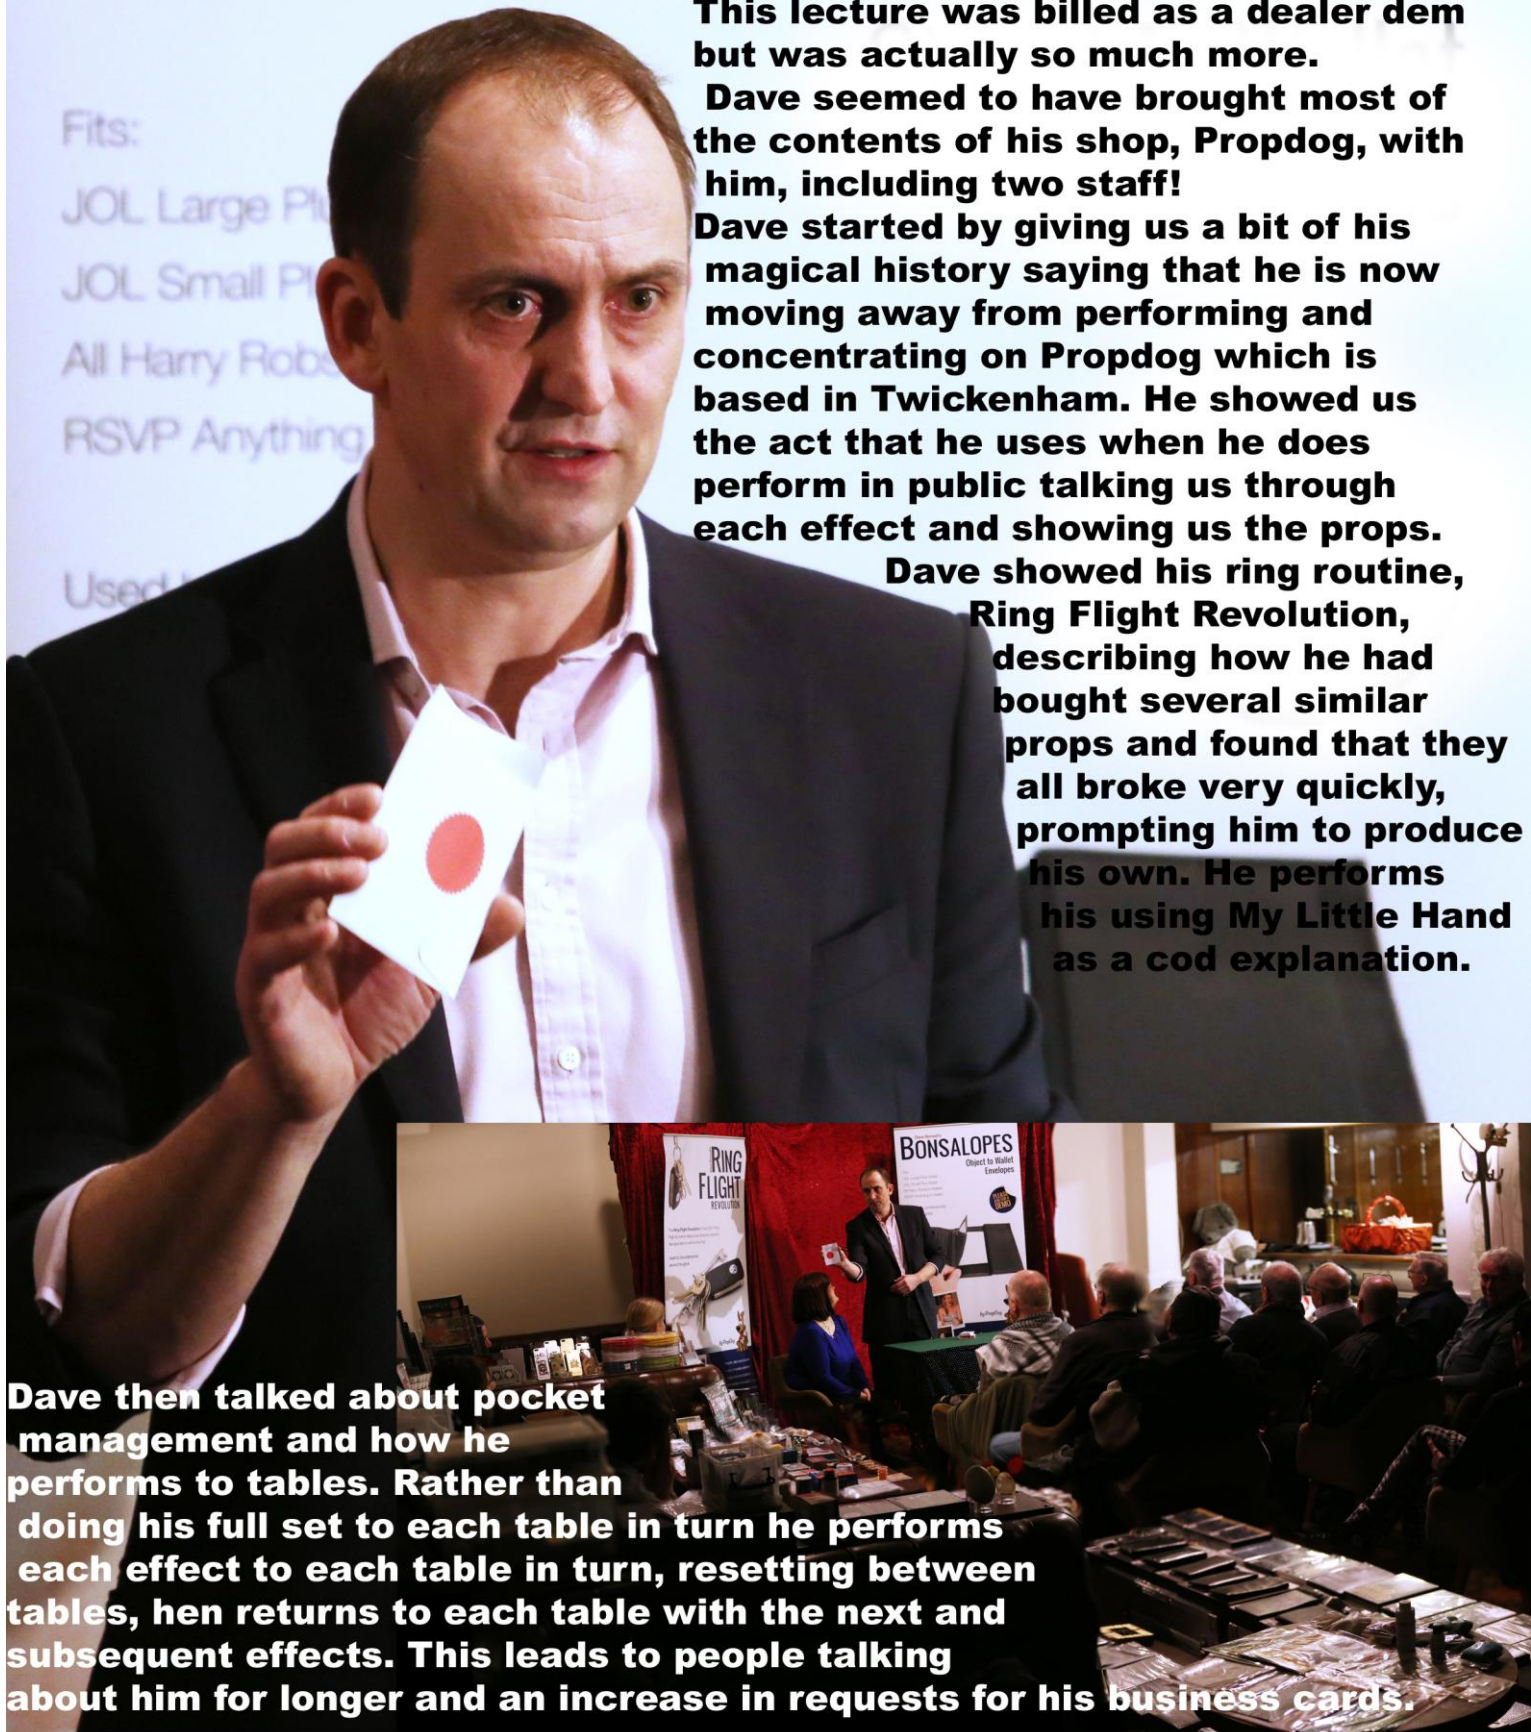 This lecture was billed as a dealer dem
but was actually so much more.
Dave seemed to have brought most of
the contents of his shop, Propdog, with
him, including two staff!
Dave started by giving us a bit of his
magical history saying that he is now
moving away from performing and
concentrating on Propdog which is
based in Twickenham. He showed us
the act that he uses when he does
perform in public talking us through
each effect and showing us the props.
Dave showed his ring routine,
Ring Flight Revolution,
describing how he had
bought several similar
props and found that they
all broke very quickly,
prompting him to produce
his own. He performs
his using My Little Hand
as a cod explanation.
Fits:
JOL Large
JOL Small
All Harry
RSVP Anything
Used
RING
FLIGHT
REVOLUTION
BONSALOPES
Object to Wallet
Envelopes
Dave then talked about pocket
management and how he
performs to tables. Rather than
doing his full set to each table in turn he performs
each effect to each table in turn, resetting between
tables, hen returns to each table with the next and
subsequent effects. This leads to people talking
about him for longer and an increase in requests for his business cards.